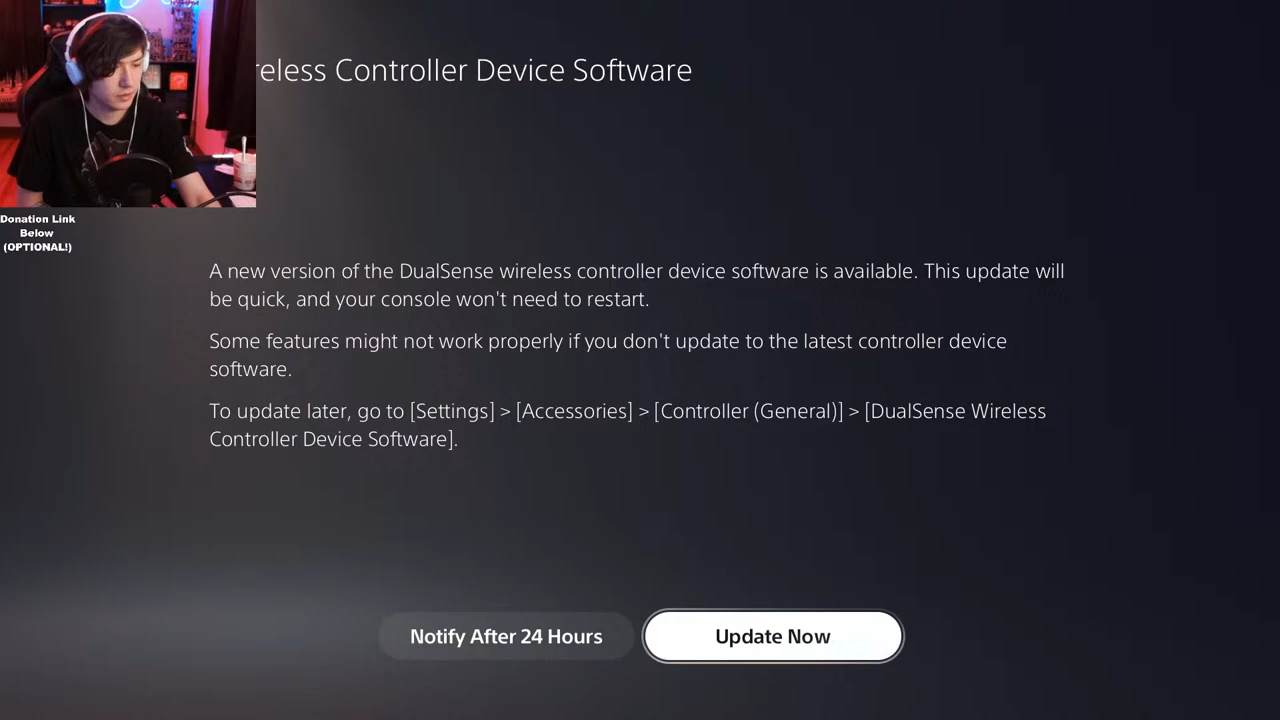 reless Controller Device Software
Donation Link
Below
(OPTIONAL!)
A new version of the DualSense wireless controller device software is available. This update will
be quick, and your console won't need to restart.
Some features might not work properly if you don't update to the latest controller device
software.
To update later, go to [Settings] > [Accessories] > [Controller (General)] > [DualSense Wireless
Controller Device Software].
Notify After 24 Hours
Update Now